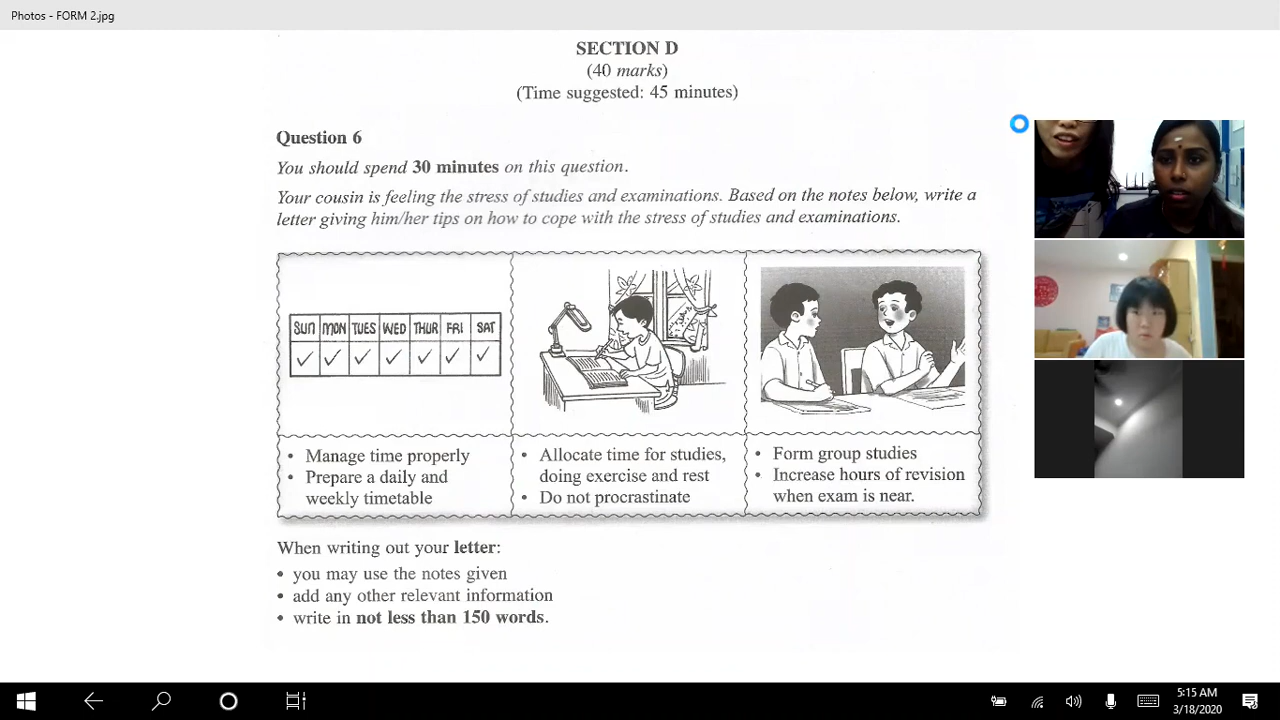 Photos - FORM 2.jpg
SECTION D
(40 marks)
(Time suggested: 45 minutes)
Question 6
You should spend 30 minutes on this question.
Your cousin is feeling the stress of studies and examinations. Based on the notes below, write a
letter giving him/her tips on how to cope with the stress of studies and examinations.
SUN MON TUES WED THUR FRI SAT
• Manage time properly
• Prepare a daily and
weekly timetable
• Allocate time for studies,
doing exercise and rest
• Do not procrastinate
• Form group studies
• Increase hours of revision
when exam is near.
When writing out your letter:
• you may use the notes given
• add any other relevant information
• write in not less than 150 words.
5:15 AM
3/18/2020